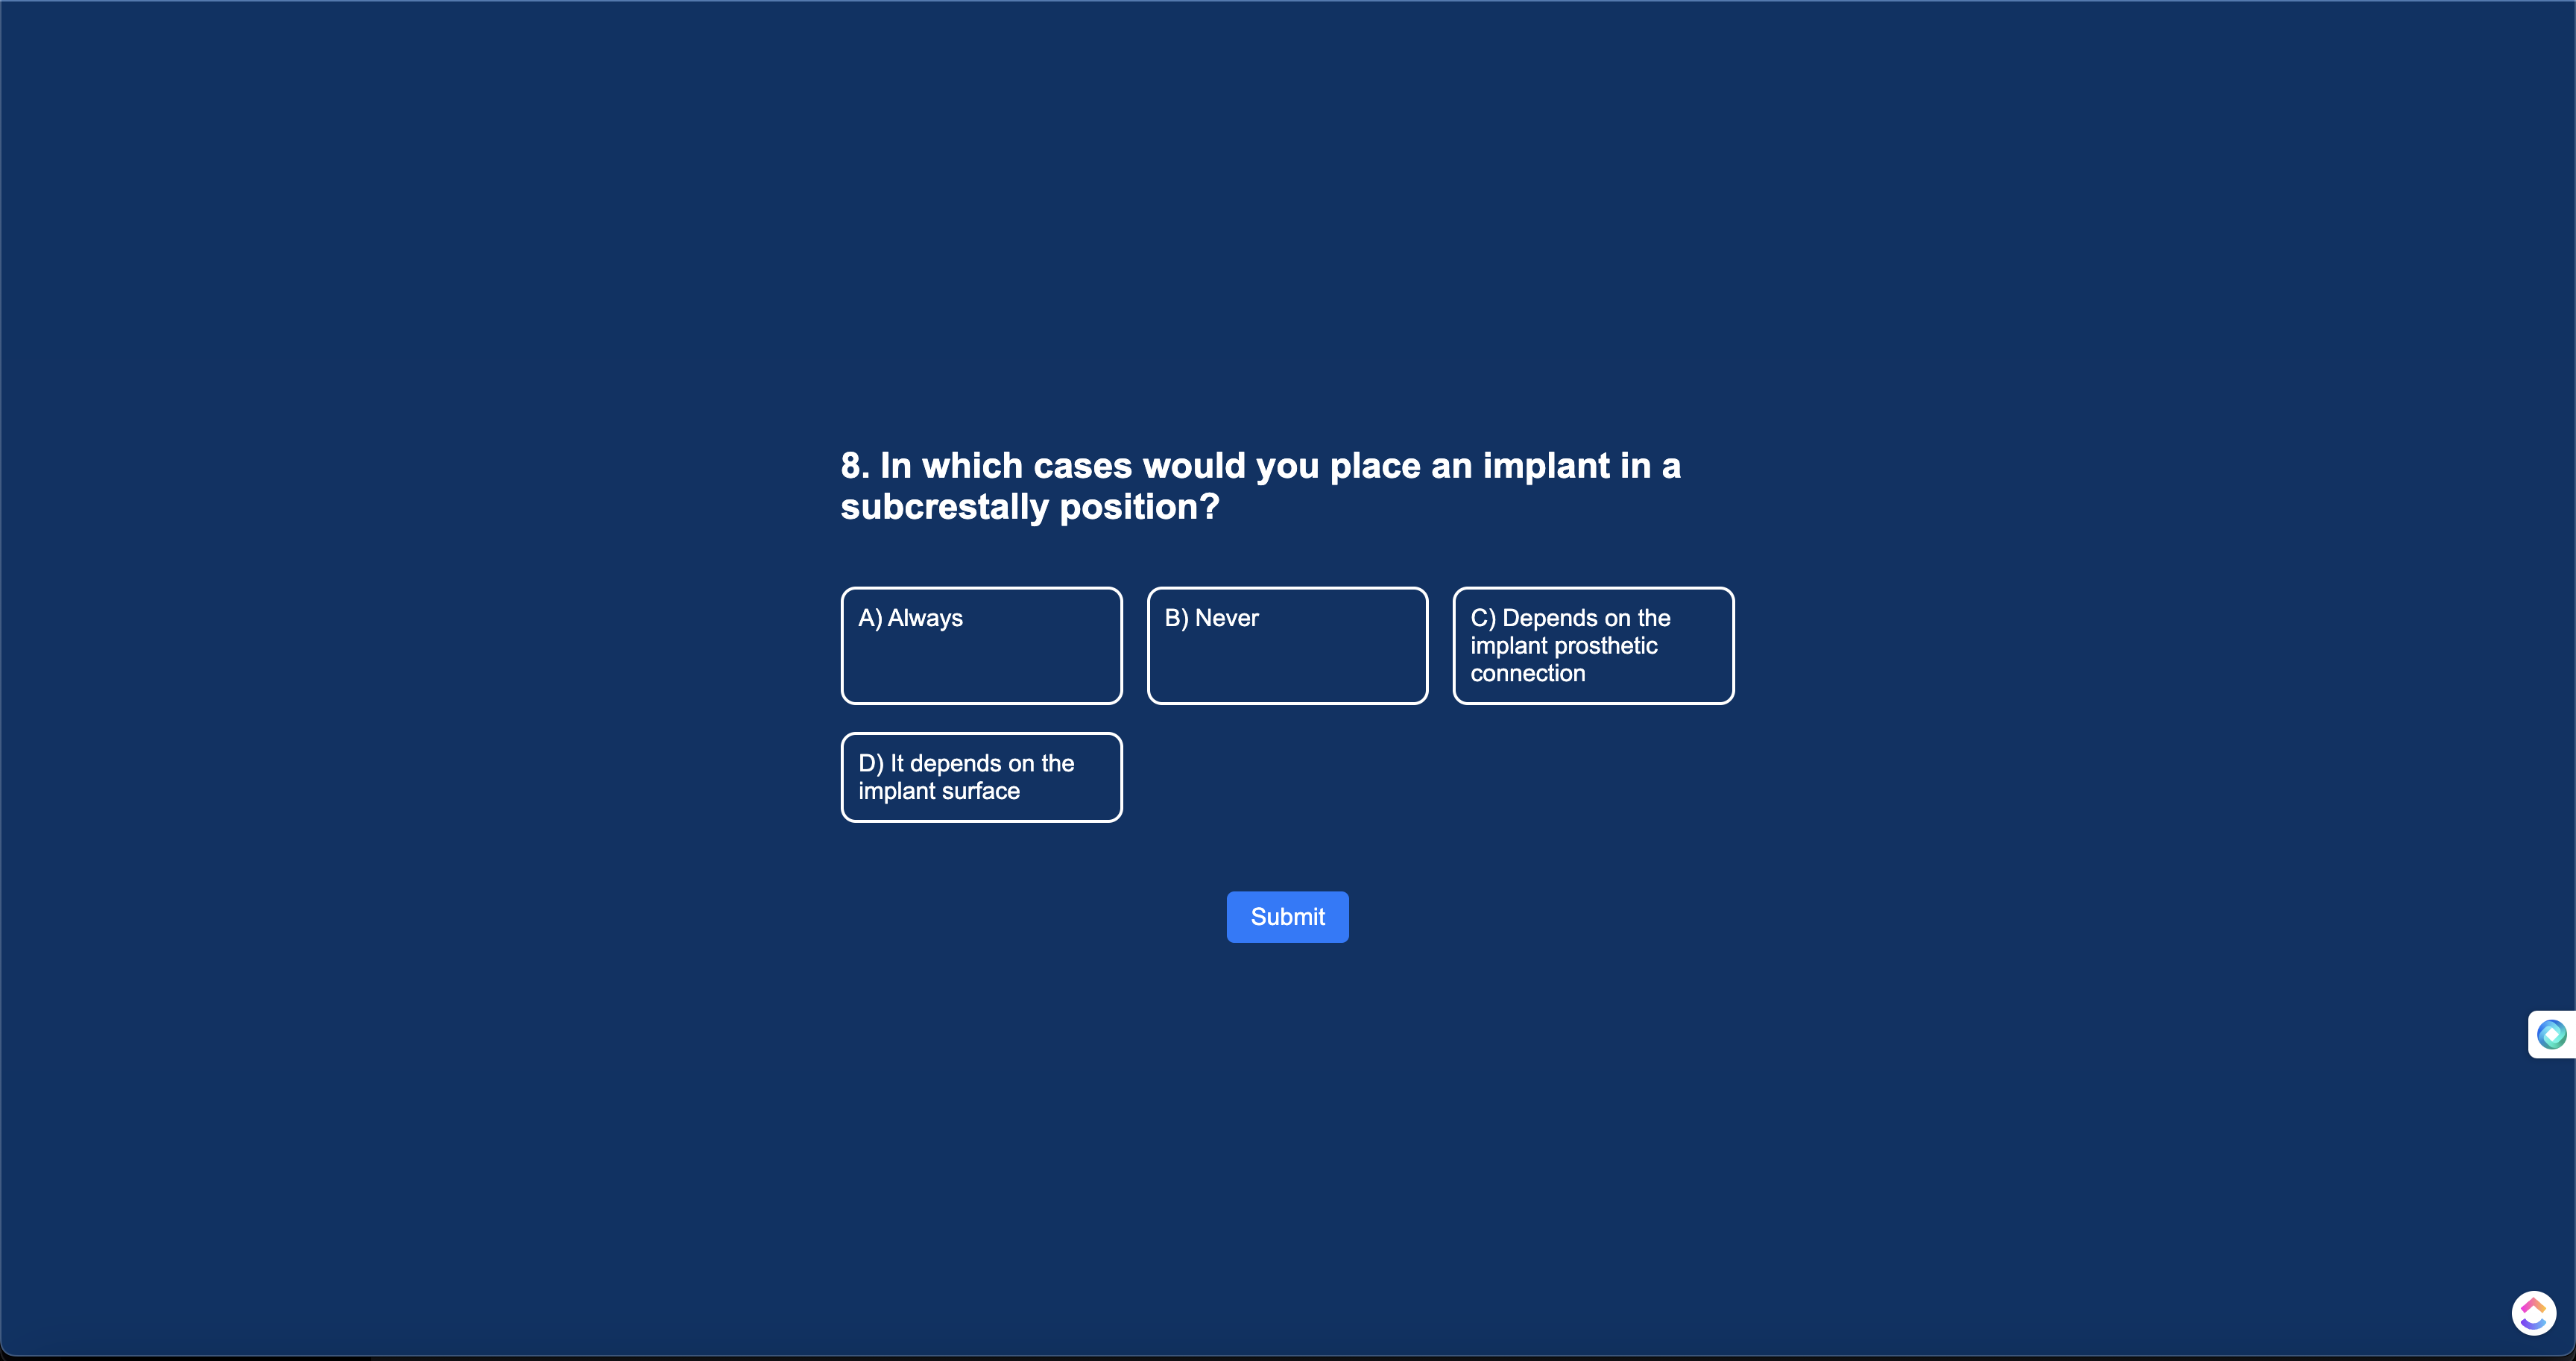 8. In which cases would you place an implant in a
subcrestally position?
A) Always
B) Never
C) Depends on the
implant prosthetic
connection
D) It depends on the
implant surface
Submit